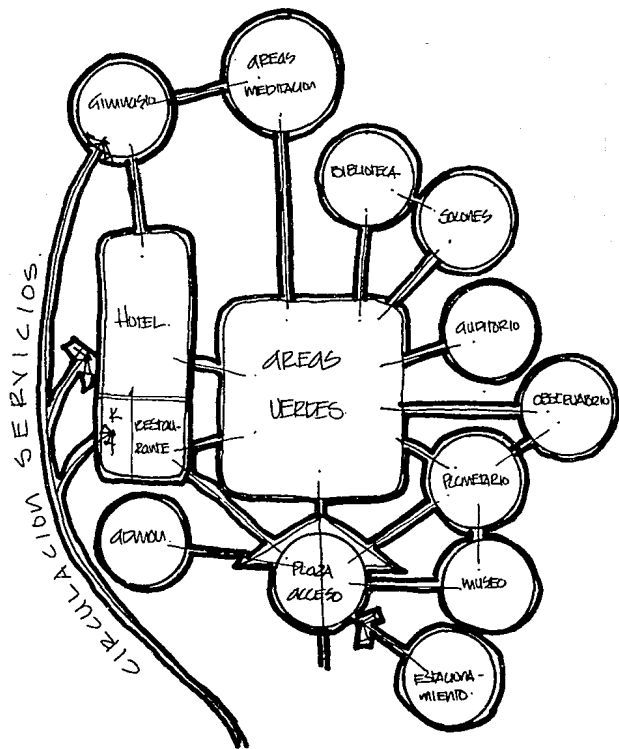 AREAS
MEDITACION
GIMNASIO
BIBLIOTECA
SALONES
HOTEL
AUDITORIO
AREAS
VERDES
OBSERVATORIO
K
RESTAU-
RANTE
PLANETARIO
ADMON.
PLAZA
ACCESO
MUSEO
ESTACIONA-
MIENTO.
CIRCULACION SERVICIOS.